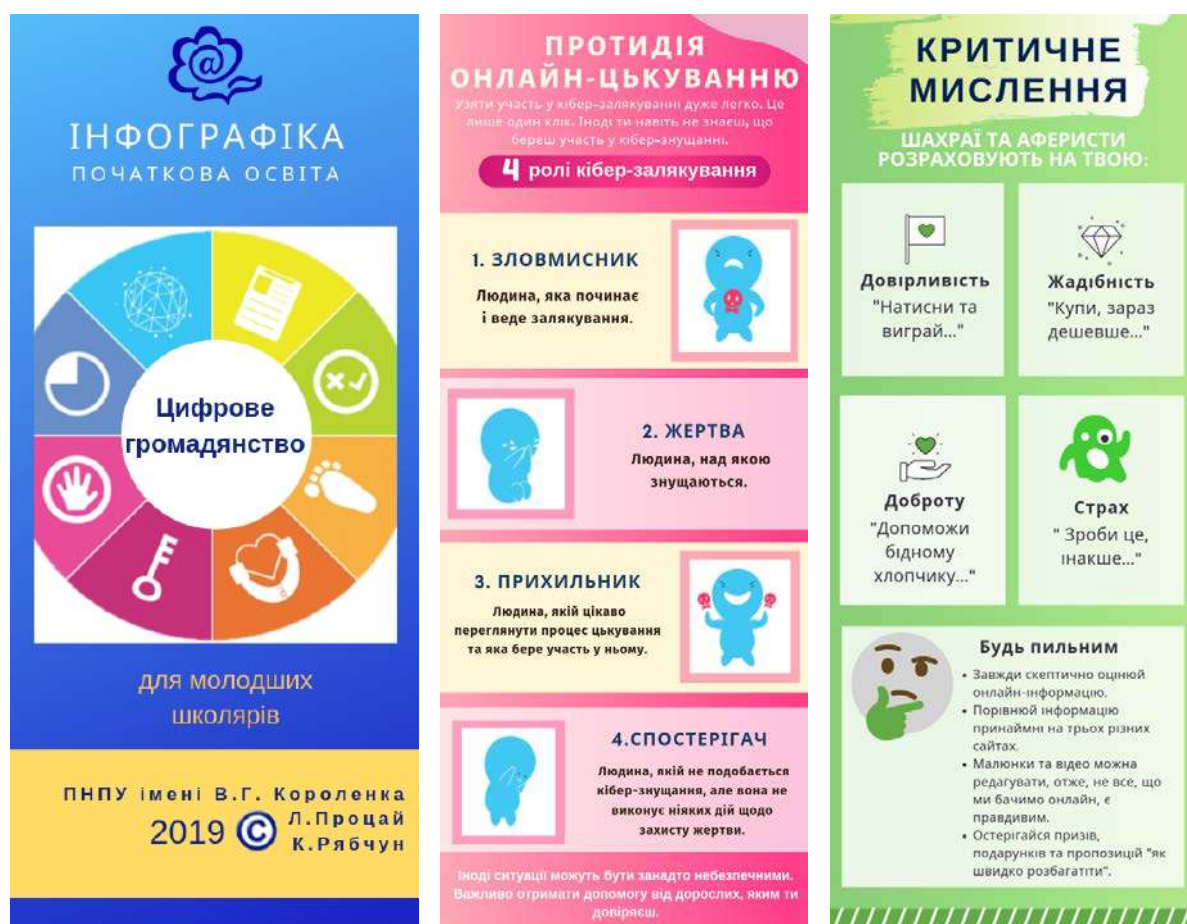 ІНФОГРАФІКА
ПОЧАТКОВА ОСВІТА
Цифрове
громадянство
для молодших
школярів
ПНПУ імені В.Г. Короленка
2019 © Л.Процай
К.Рябчун
ПРОТИДІЯ
ОНЛАЙН-ЦЬКУВАННЮ
Узяти участь у кібер-залякуванні дуже легко. Це
лише один клік. Іноді ти навіть не знаєш, що
береш участь у кібер-знущанні.
4 ролі кібер-залякування
1. ЗЛОВМИСНИК
Людина, яка починає
і веде залякування.
2. ЖЕРТВА
Людина, над якою
знущаються.
3. ПРИХИЛЬНИК
Людина, якій цікаво
переглянути процес цькування
та яка бере участь у ньому.
4.СПОСТЕРІГАЧ
Людина, якій не подобається
кібер-знущання, але вона не
виконує ніяких дій щодо
захисту жертви.
Іноді ситуації можуть бути занадто небезпечними.
Важливо отримати допомогу від дорослих, яким ти
довіряєш.
КРИТИЧНЕ
МИСЛЕННЯ
ШАХРАЇ ТА АФЕРИСТИ
РОЗРАХОВУЮТЬ НА ТВОЮ:
Довірливість
"Натисни та
виграй..."
Жадібність
"Купи, зараз
дешевше..."
Доброту
"Допоможи
бідному
хлопчику..."
Страх
" Зроби це,
інакше..."
Будь пильним
• Завжди скептично оцінюй
онлайн-інформацію.
• Порівнюй інформацію
принаймні на трьох різних
сайтах.
• Малюнки та відео можна
редагувати, отже, не все, що
ми бачимо онлайн, є
правдивим.
• Остерігайся призів,
подарунків та пропозицій "як
швидко розбагатіти".